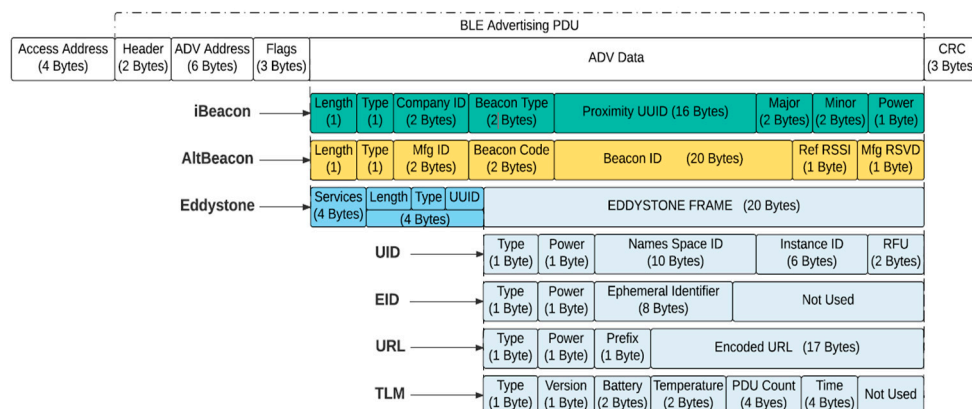 BLE Advertising PDU
Access Address Header ADV Address Flags ADV Data CRC
(4 Bytes) (2 Bytes) (6 Bytes) (3 Bytes) (3 Bytes)
iBeacon Length Type Company ID Beacon Type Proximity UUID (16 Bytes) Major Minor Power
(1) (1) (2 Bytes) (2 Bytes) (2 Bytes) (2 Bytes) (1 Byte)
AltBeacon Length Type Mfg ID Beacon Code Beacon ID (20 Bytes) Ref RSSI Mfg RSVD
(1) (1) (2 Bytes) (2 Bytes) (1 Byte) (1 Byte)
Eddystone Services Length Type UUID EDDYSTONE FRAME (20 Bytes)
(4 Bytes) (4 Bytes)
UID Type Power Names Space ID Instance ID RFU
(1 Byte) (1 Byte) (10 Bytes) (6 Bytes) (2 Bytes)
EID Type Power Ephemeral Identifier Not Used
(1 Byte) (1 Byte) (8 Bytes)
URL Type Power Prefix Encoded URL (17 Bytes)
(1 Byte) (1 Byte) (1 Byte)
TLM Type Version Battery Temperature PDU Count Time Not Used
(1 Byte) (1 Byte) (2 Bytes) (2 Bytes) (4 Byes) (4 Bytes)